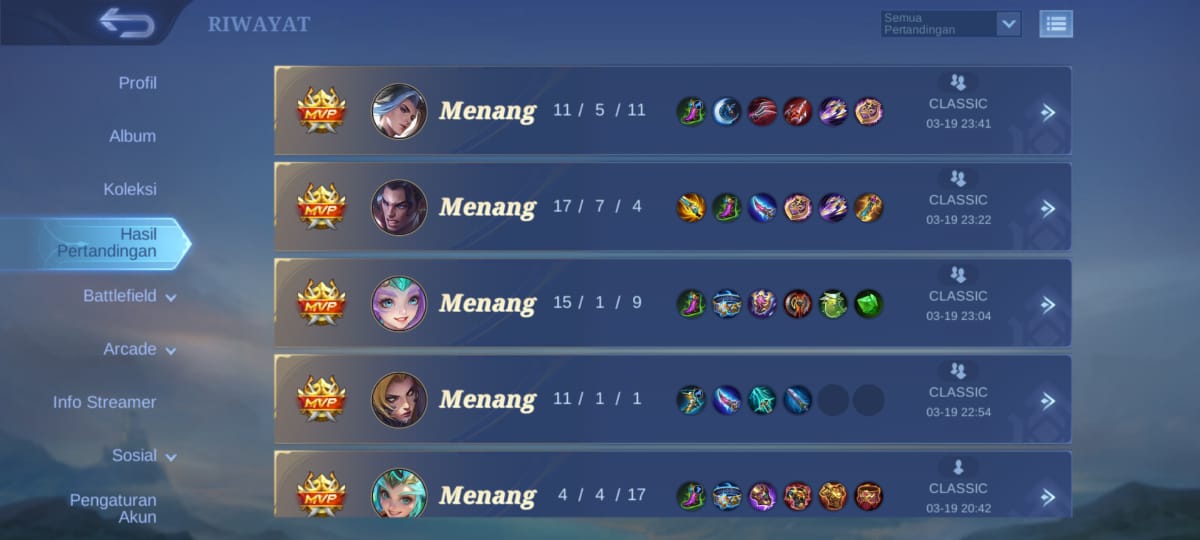 RIWAYAT
Semua
Pertandingan
Profil
Album
Koleksi
Hasil
Pertandingan
Battlefield
Arcade
Info Streamer
Sosial
Pengaturan
Akun
MVP Menang 11 / 5 / 11 CLASSIC
03-19 23:41
MVP Menang 17 / 7 / 4 CLASSIC
03-19 23:22
MVP Menang 15 / 1 / 9 CLASSIC
03-19 23:04
MVP Menang 11 / 1 / 1 CLASSIC
03-19 22:54
MVP Menang 4 / 4 / 17 CLASSIC
03-19 20:42